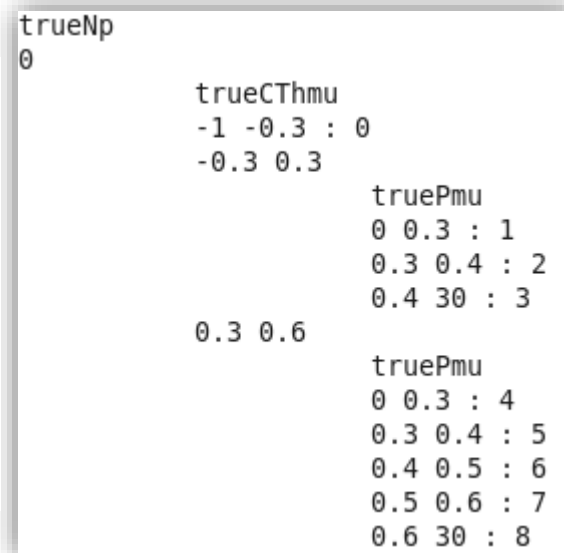 trueNp
0
trueCThmu
-1 -0.3 : 0
-0.3 0.3
truePmu
0 0.3 : 1
0.3 0.4 : 2
0.4 30 : 3
0.3 0.6
truePmu
0 0.3 : 4
0.3 0.4 : 5
0.4 0.5 : 6
0.5 0.6 : 7
0.6 30 : 8